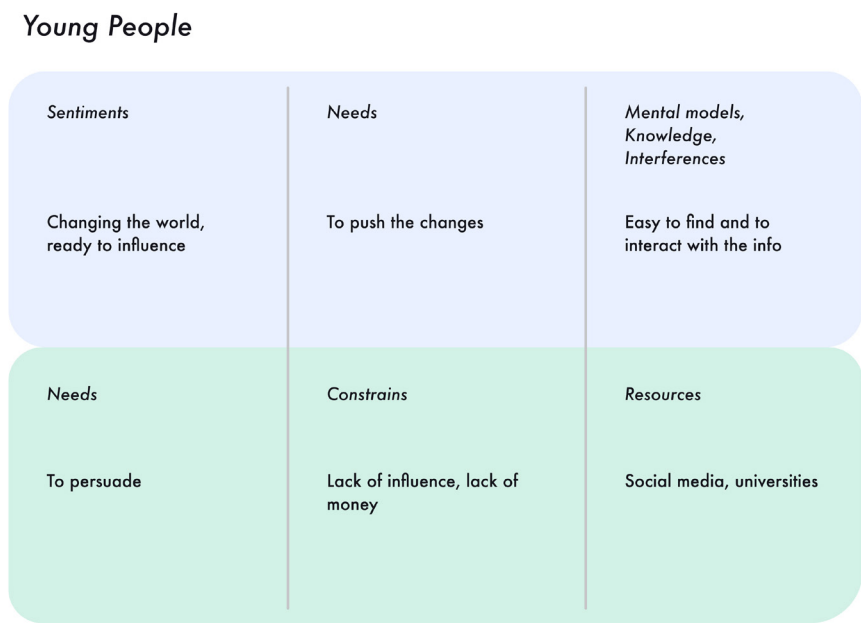 Young People
Sentiments
Needs
Mental models,
Knowledge,
Interferences
Changing the world,
ready to influence
To push the changes
Easy to find and to
interact with the info
Needs
Constrains
Resources
To persuade
Lack of influence, lack of
money
Social media, universities